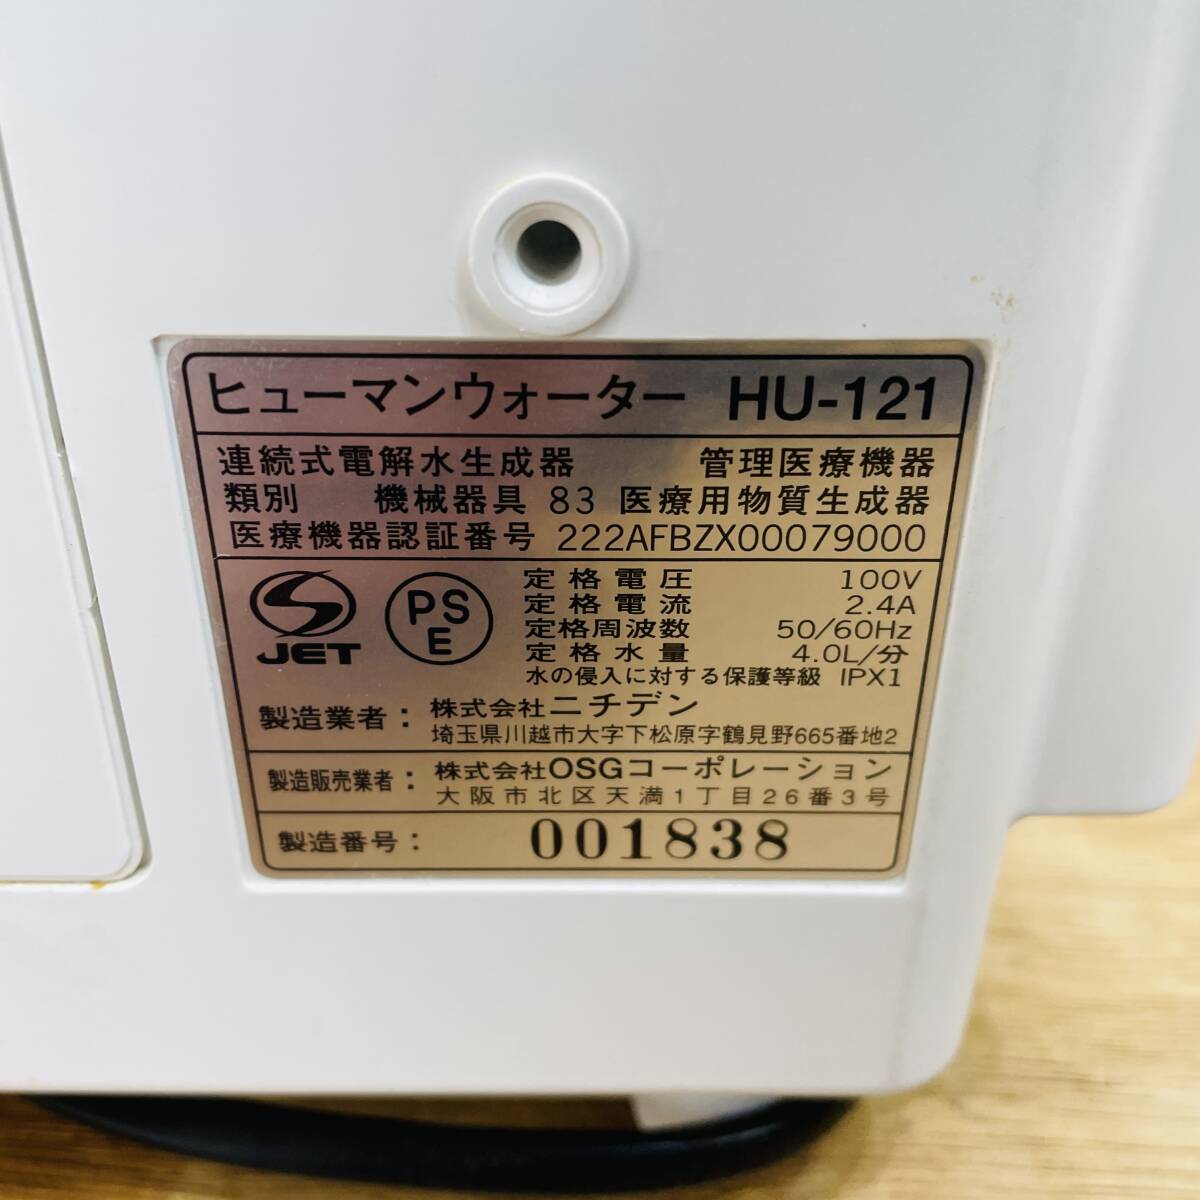 ヒューマンウォーター HU-121
連続式電解水生成器 管理医療機器
類別 機械器具 83 医療用物質生成器
医療機器認証番号 222AFBZX00079000
JET
PS
E
定格電圧 100V
定格電流 2.4A
定格周波数 50/60Hz
定格水量 4.0L/分
水の侵入に対する保護等級 IPX1
製造業者：株式会社ニチデン
埼玉県川越市大字下松原字鶴見野665番地2
製造販売業者：株式会社OSGコーポレーション
大阪市北区天満1丁目26番3号
製造番号：001838